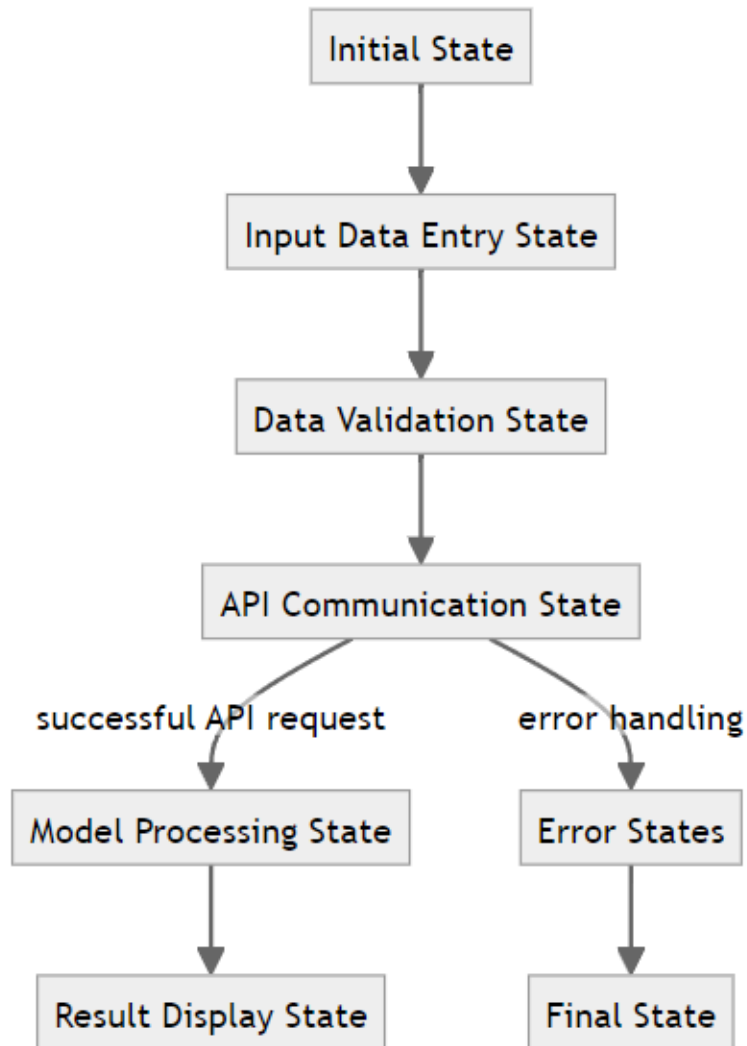 Initial State
Input Data Entry State
Data Validation State
API Communication State
successful API request
error handling
Model Processing State
Error States
Result Display State
Final State